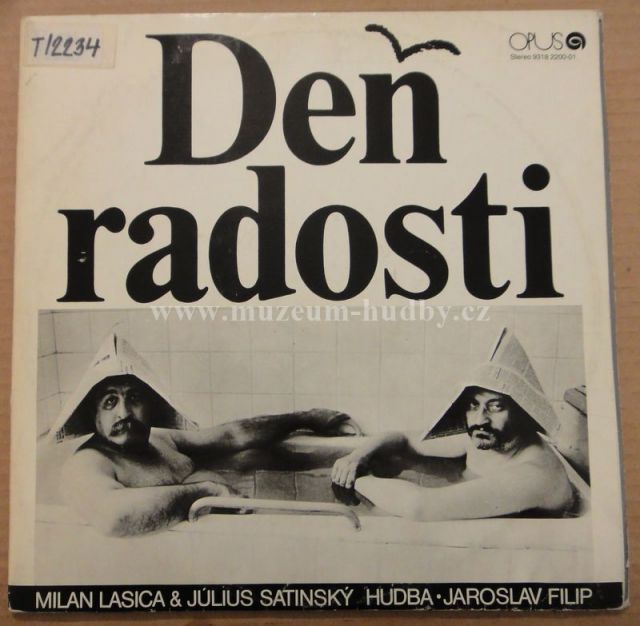 T/2234
Deň
OPUS
Stereo 9318 2200-01
radosti
www.muzeum-hudby.cz
MILAN LASICA & JÚLIUS SATINSKÝ HUDBA · JAROSLAV FILIP